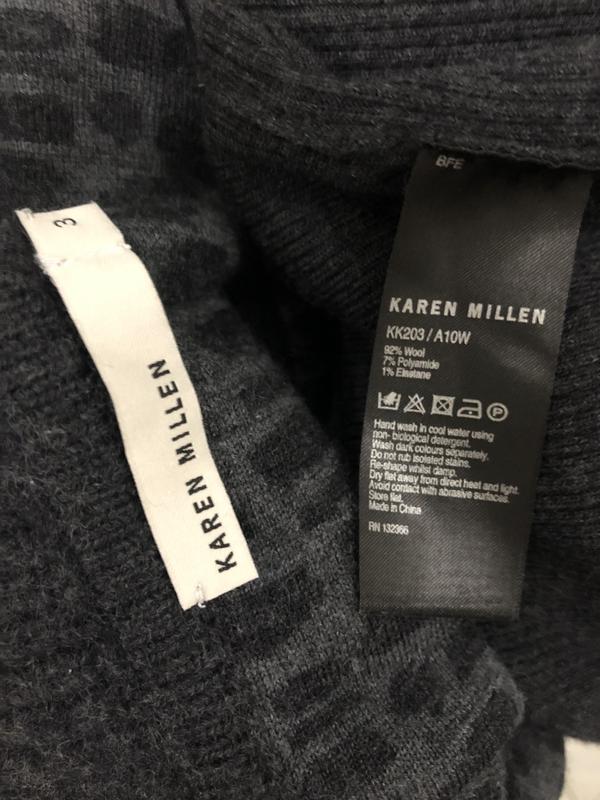 3
KAREN MILLEN
BFE
KAREN MILLEN
KK203 / A10W
92% Wool
7% Polyamide
1% Elastane
P
Hand wash in cool water using
non- biological detergent.
Wash dark colours separately.
Do not rub isolated stains.
Re-shape whilst damp.
Dry flat away from direct heat and light.
Avoid contact with abrasive surfaces.
Store flat.
Made in China
RN 132366